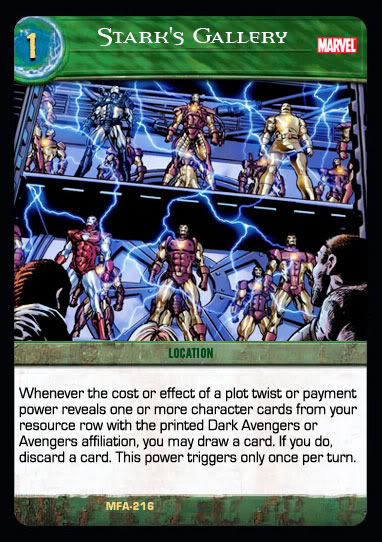 1
Stark's Gallery
MARVEL
LOCATION
Whenever the cost or effect of a plot twist or payment
power reveals one or more character cards from your
resource row with the printed Dark Avengers or
Avengers affiliation, you may draw a card. If you do,
discard a card. This power triggers only once per turn.
MFA-216